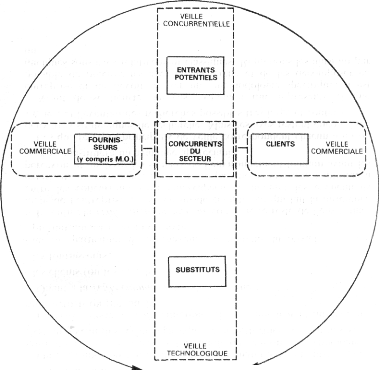 VEILLE
CONCURRENTIELLE
ENTRANTS
POTENTIELS
VEILLE
COMMERCIALE
FOURNIS-
SEURS
(y compris M.O.)
CONCURRENTS
DU
SECTEUR
CLIENTS
VEILLE
COMMERCIALE
SUBSTITUTS
VEILLE
TECHNOLOGIQUE